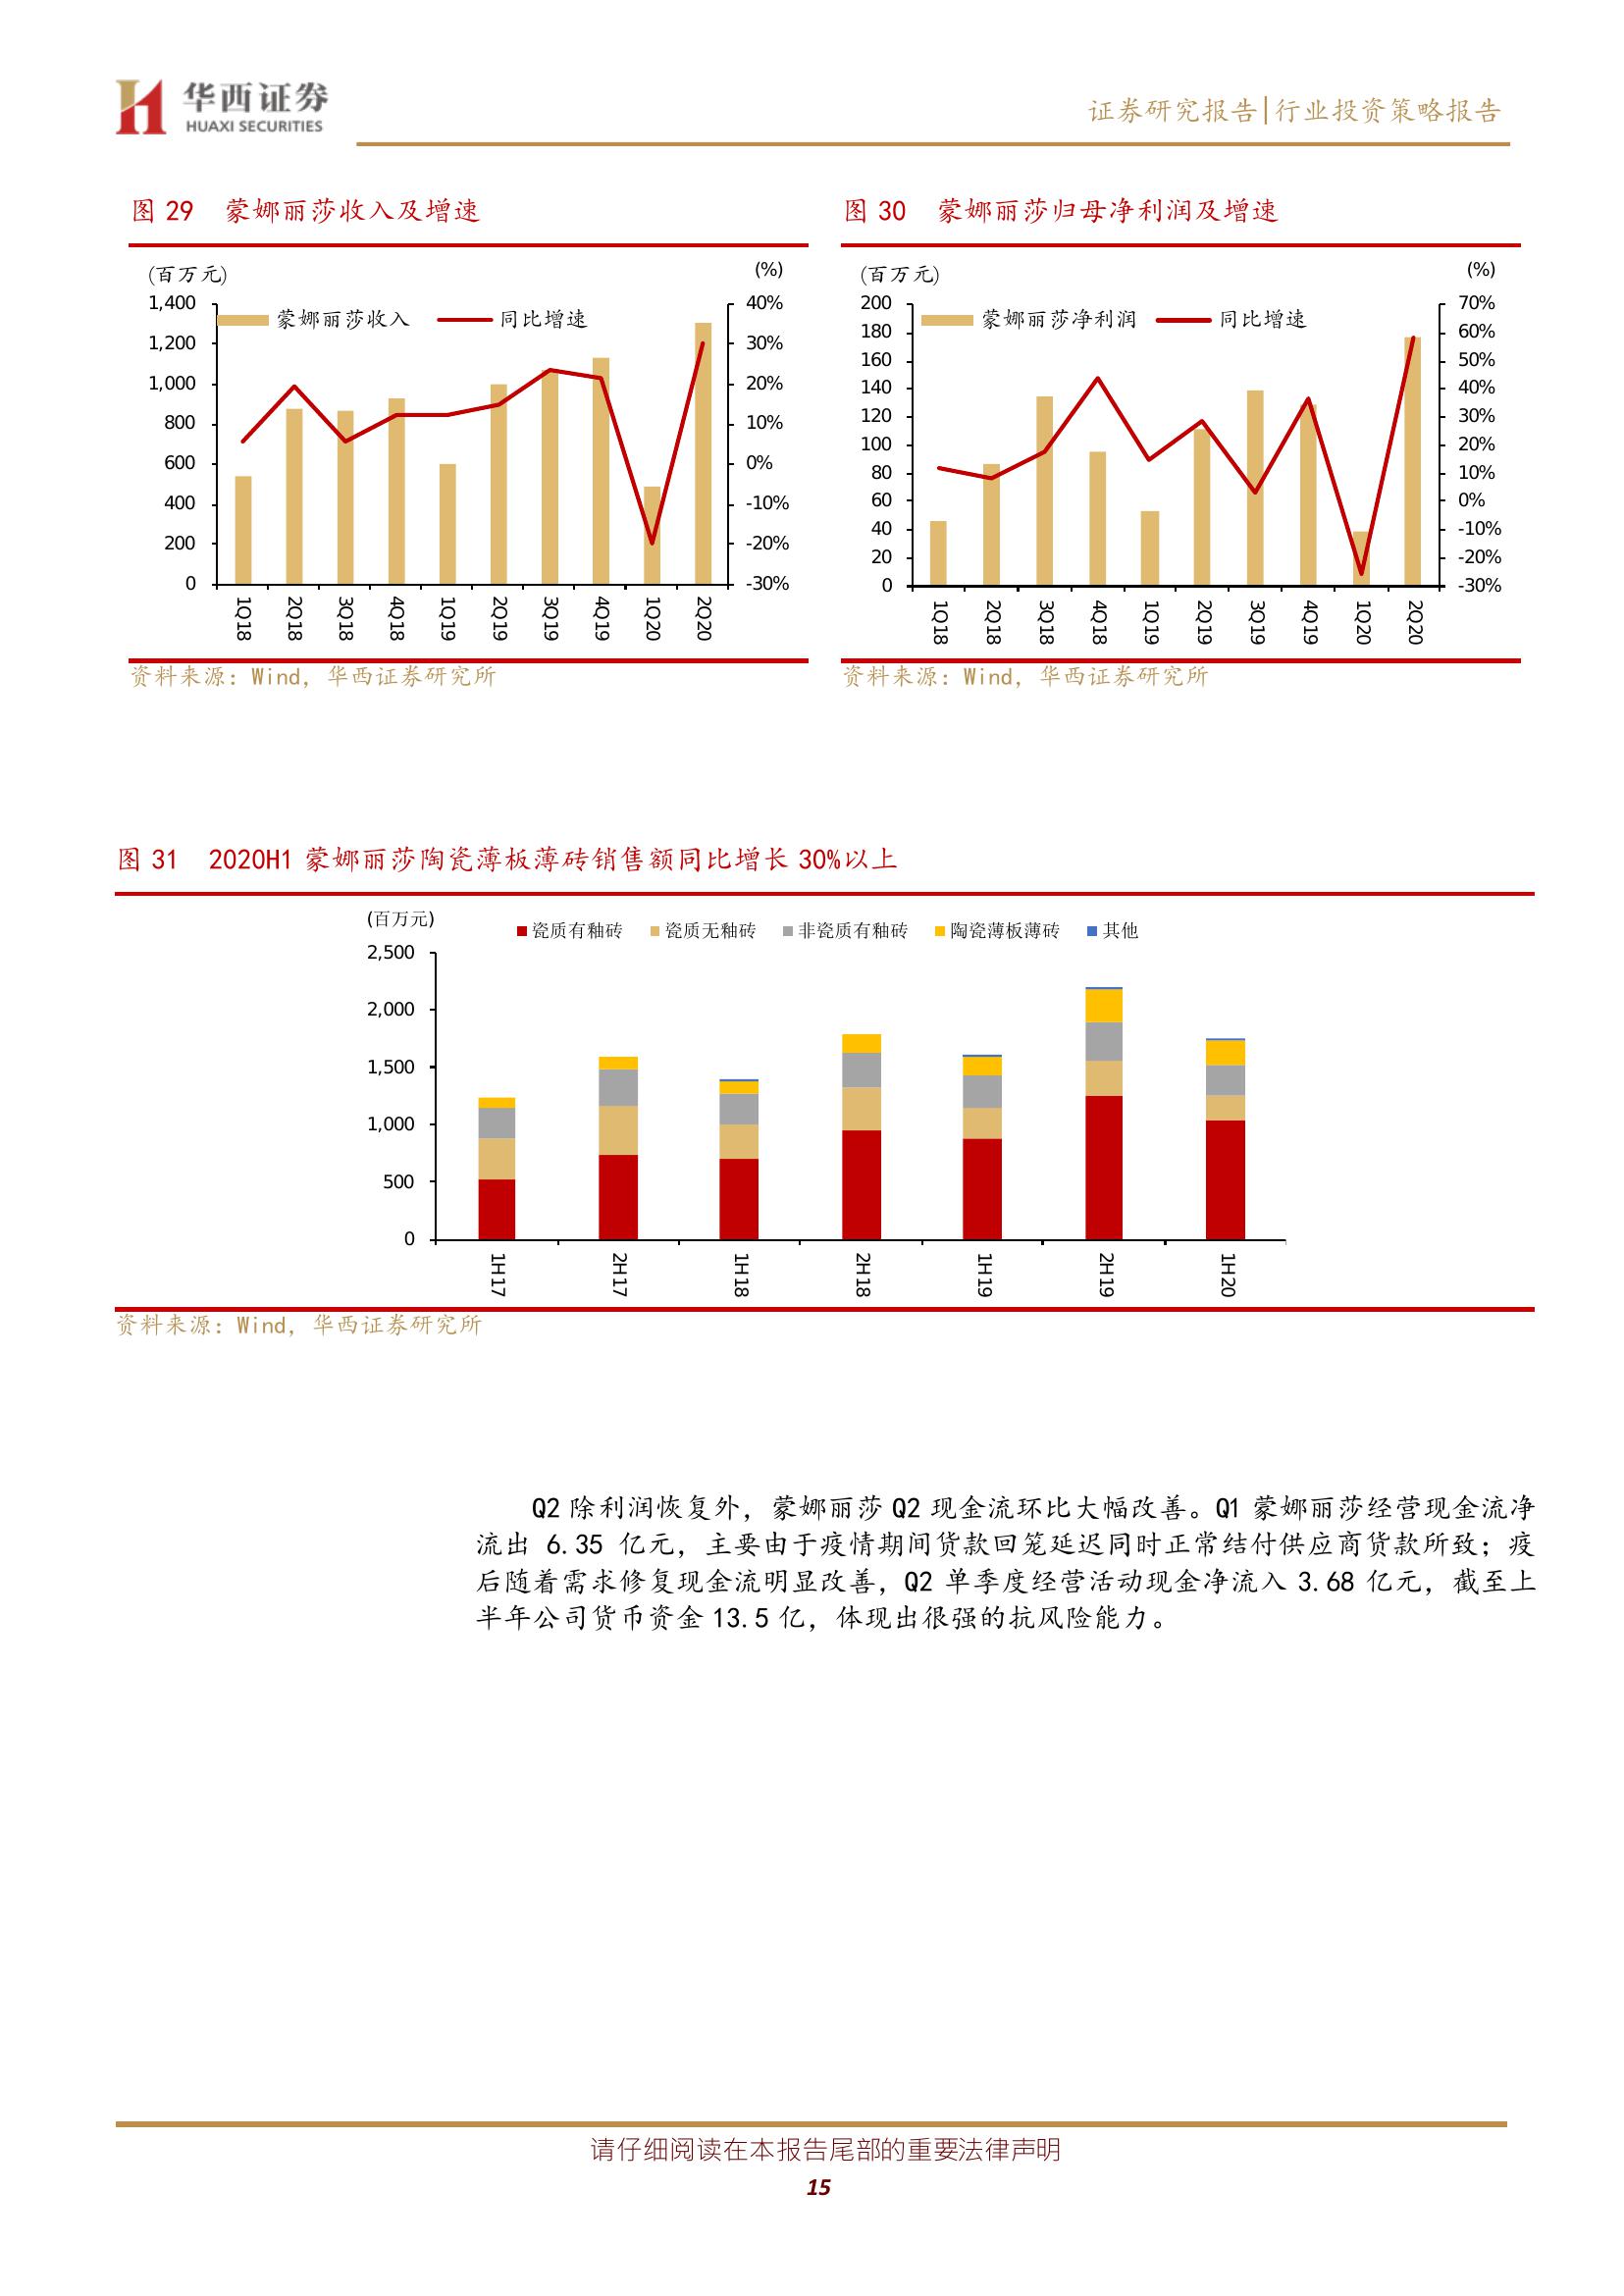 华西证券
HUAXI SECURITIES
证券研究报告|行业投资策略报告
图 29 蒙娜丽莎收入及增速
(百万元)
(%)
蒙娜丽莎收入 同比增速
1,400
1,200
1,000
800
600
400
200
0
40%
30%
20%
10%
0%
-10%
-20%
-30%
1Q18 2Q18 3Q18 4Q18 1Q19 2Q19 3Q19 4Q19 1Q20 2Q20
资料来源：Wind，华西证券研究所
图 30 蒙娜丽莎归母净利润及增速
(百万元)
(%)
蒙娜丽莎净利润 同比增速
200
180
160
140
120
100
80
60
40
20
0
70%
60%
50%
40%
30%
20%
10%
0%
-10%
-20%
-30%
1Q18 2Q18 3Q18 4Q18 1Q19 2Q19 3Q19 4Q19 1Q20 2Q20
资料来源：Wind，华西证券研究所
图 31 2020H1 蒙娜丽莎陶瓷薄板薄砖销售额同比增长 30%以上
(百万元)
瓷质有釉砖 瓷质无釉砖 非瓷质有釉砖 陶瓷薄板薄砖 其他
2,500
2,000
1,500
1,000
500
0
1H17 2H17 1H18 2H18 1H19 2H19 1H20
资料来源：Wind，华西证券研究所
Q2 除利润恢复外，蒙娜丽莎 Q2 现金流环比大幅改善。Q1 蒙娜丽莎经营现金流净
流出 6.35 亿元，主要由于疫情期间货款回笼延迟同时正常结付供应商货款所致；疫
后随着需求修复现金流明显改善，Q2 单季度经营活动现金净流入 3.68 亿元，截至上
半年公司货币资金 13.5 亿，体现出很强的抗风险能力。
请仔细阅读在本报告尾部的重要法律声明
15